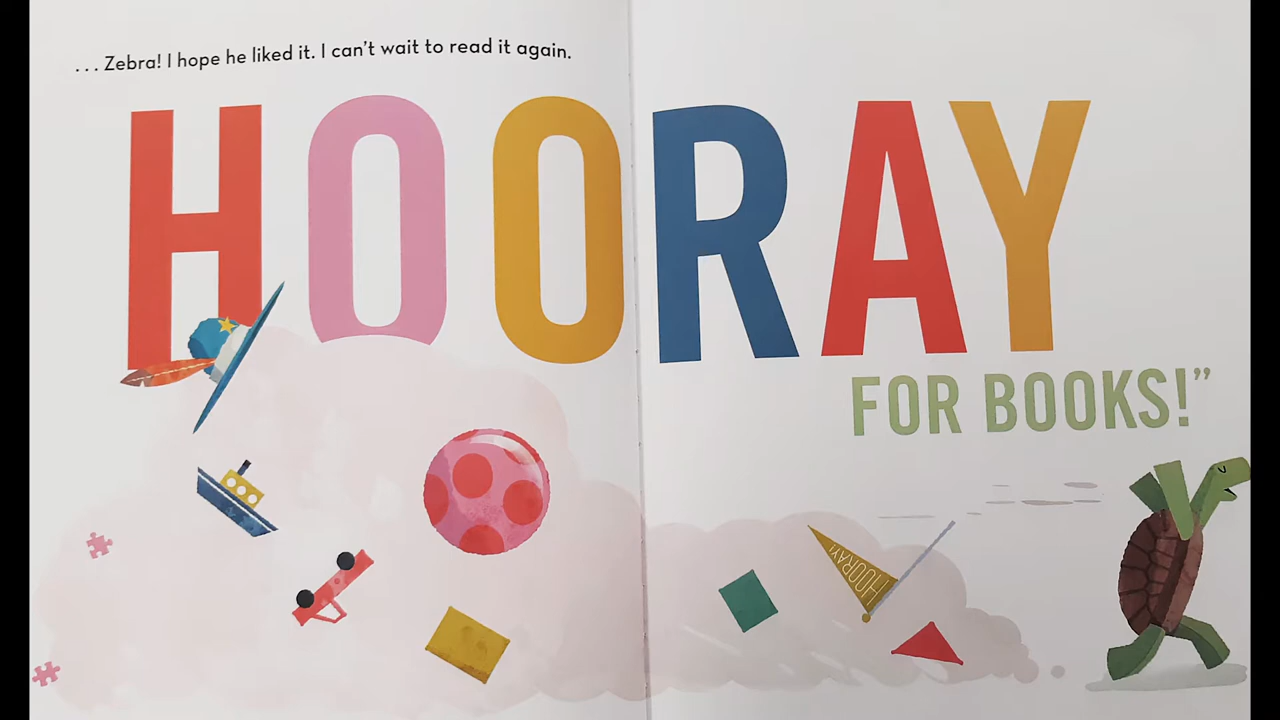 . . . Zebra! I hope he liked it. I can't wait to read it again.
HOORAY
FOR BOOKS!”
HOORAY!